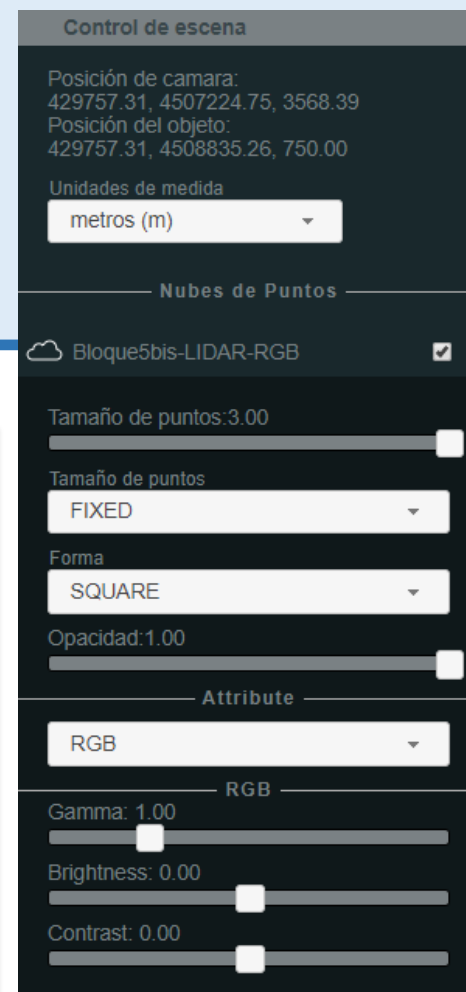 Control de escena
Posición de camara:
429757.31, 4507224.75, 3568.39
Posición del objeto:
429757.31, 4508835.26, 750.00
Unidades de medida
metros (m)
Nubes de Puntos
Bloque5bis-LIDAR-RGB
Tamaño de puntos:3.00
Tamaño de puntos
FIXED
Forma
SQUARE
Opacidad:1.00
Attribute
RGB
RGB
Gamma: 1.00
Brightness: 0.00
Contrast: 0.00